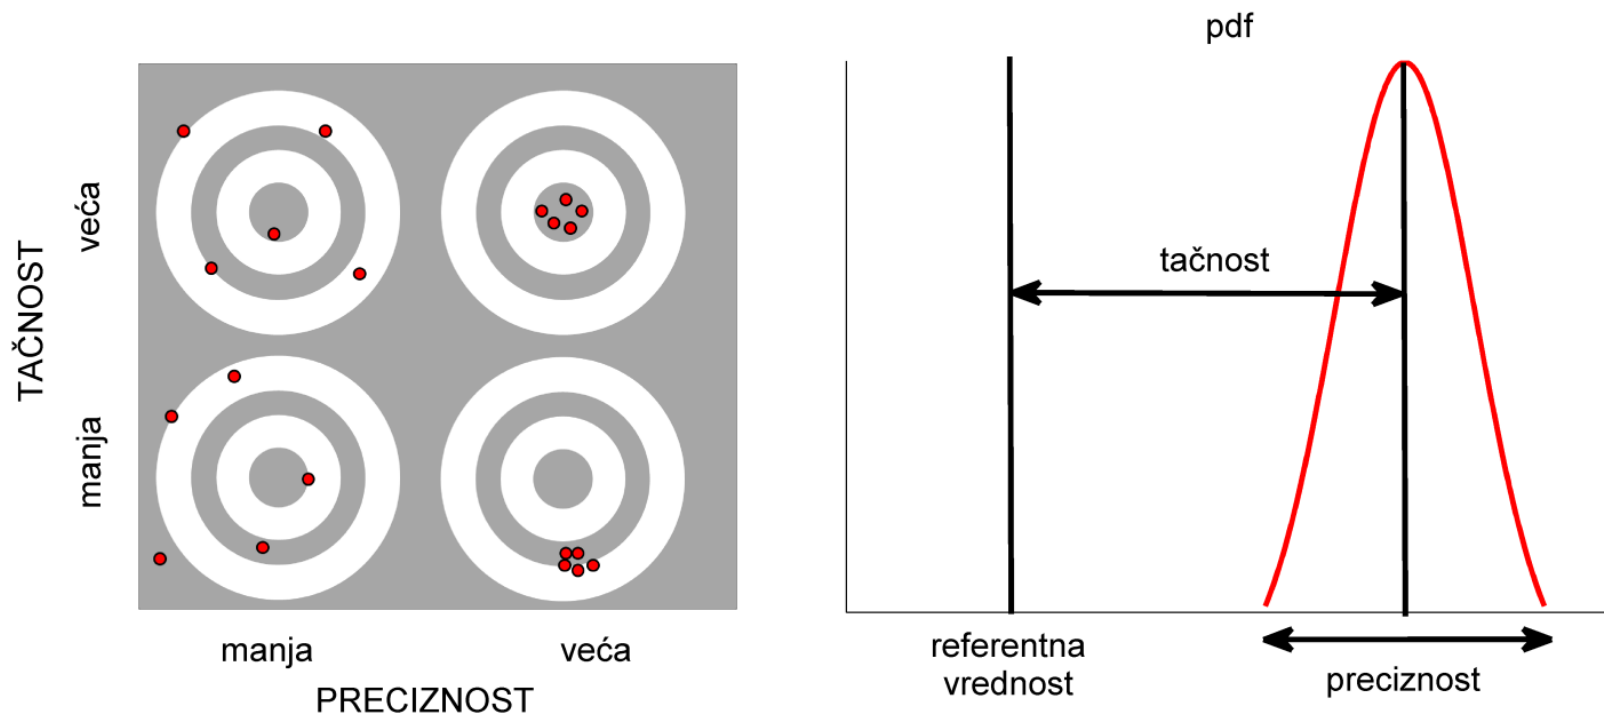 TAČNOST
veća
manja
manja
veća
PRECIZNOST
pdf
tačnost
referentna
vrednost
preciznost